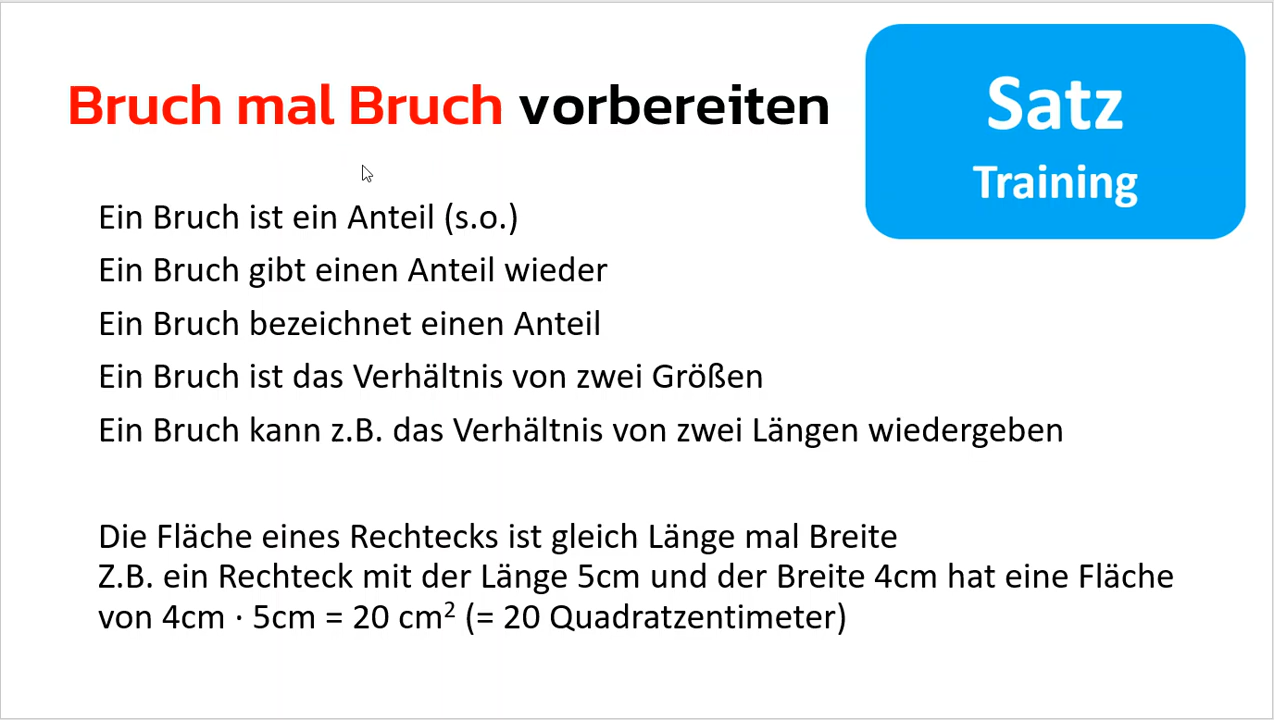 Bruch mal Bruch vorbereiten
Satz
Training
Ein Bruch ist ein Anteil (s.o.)
Ein Bruch gibt einen Anteil wieder
Ein Bruch bezeichnet einen Anteil
Ein Bruch ist das Verhältnis von zwei Größen
Ein Bruch kann z.B. das Verhältnis von zwei Längen wiedergeben
Die Fläche eines Rechtecks ist gleich Länge mal Breite
Z.B. ein Rechteck mit der Länge 5cm und der Breite 4cm hat eine Fläche
von 4cm · 5cm = 20 cm² (= 20 Quadratzentimeter)